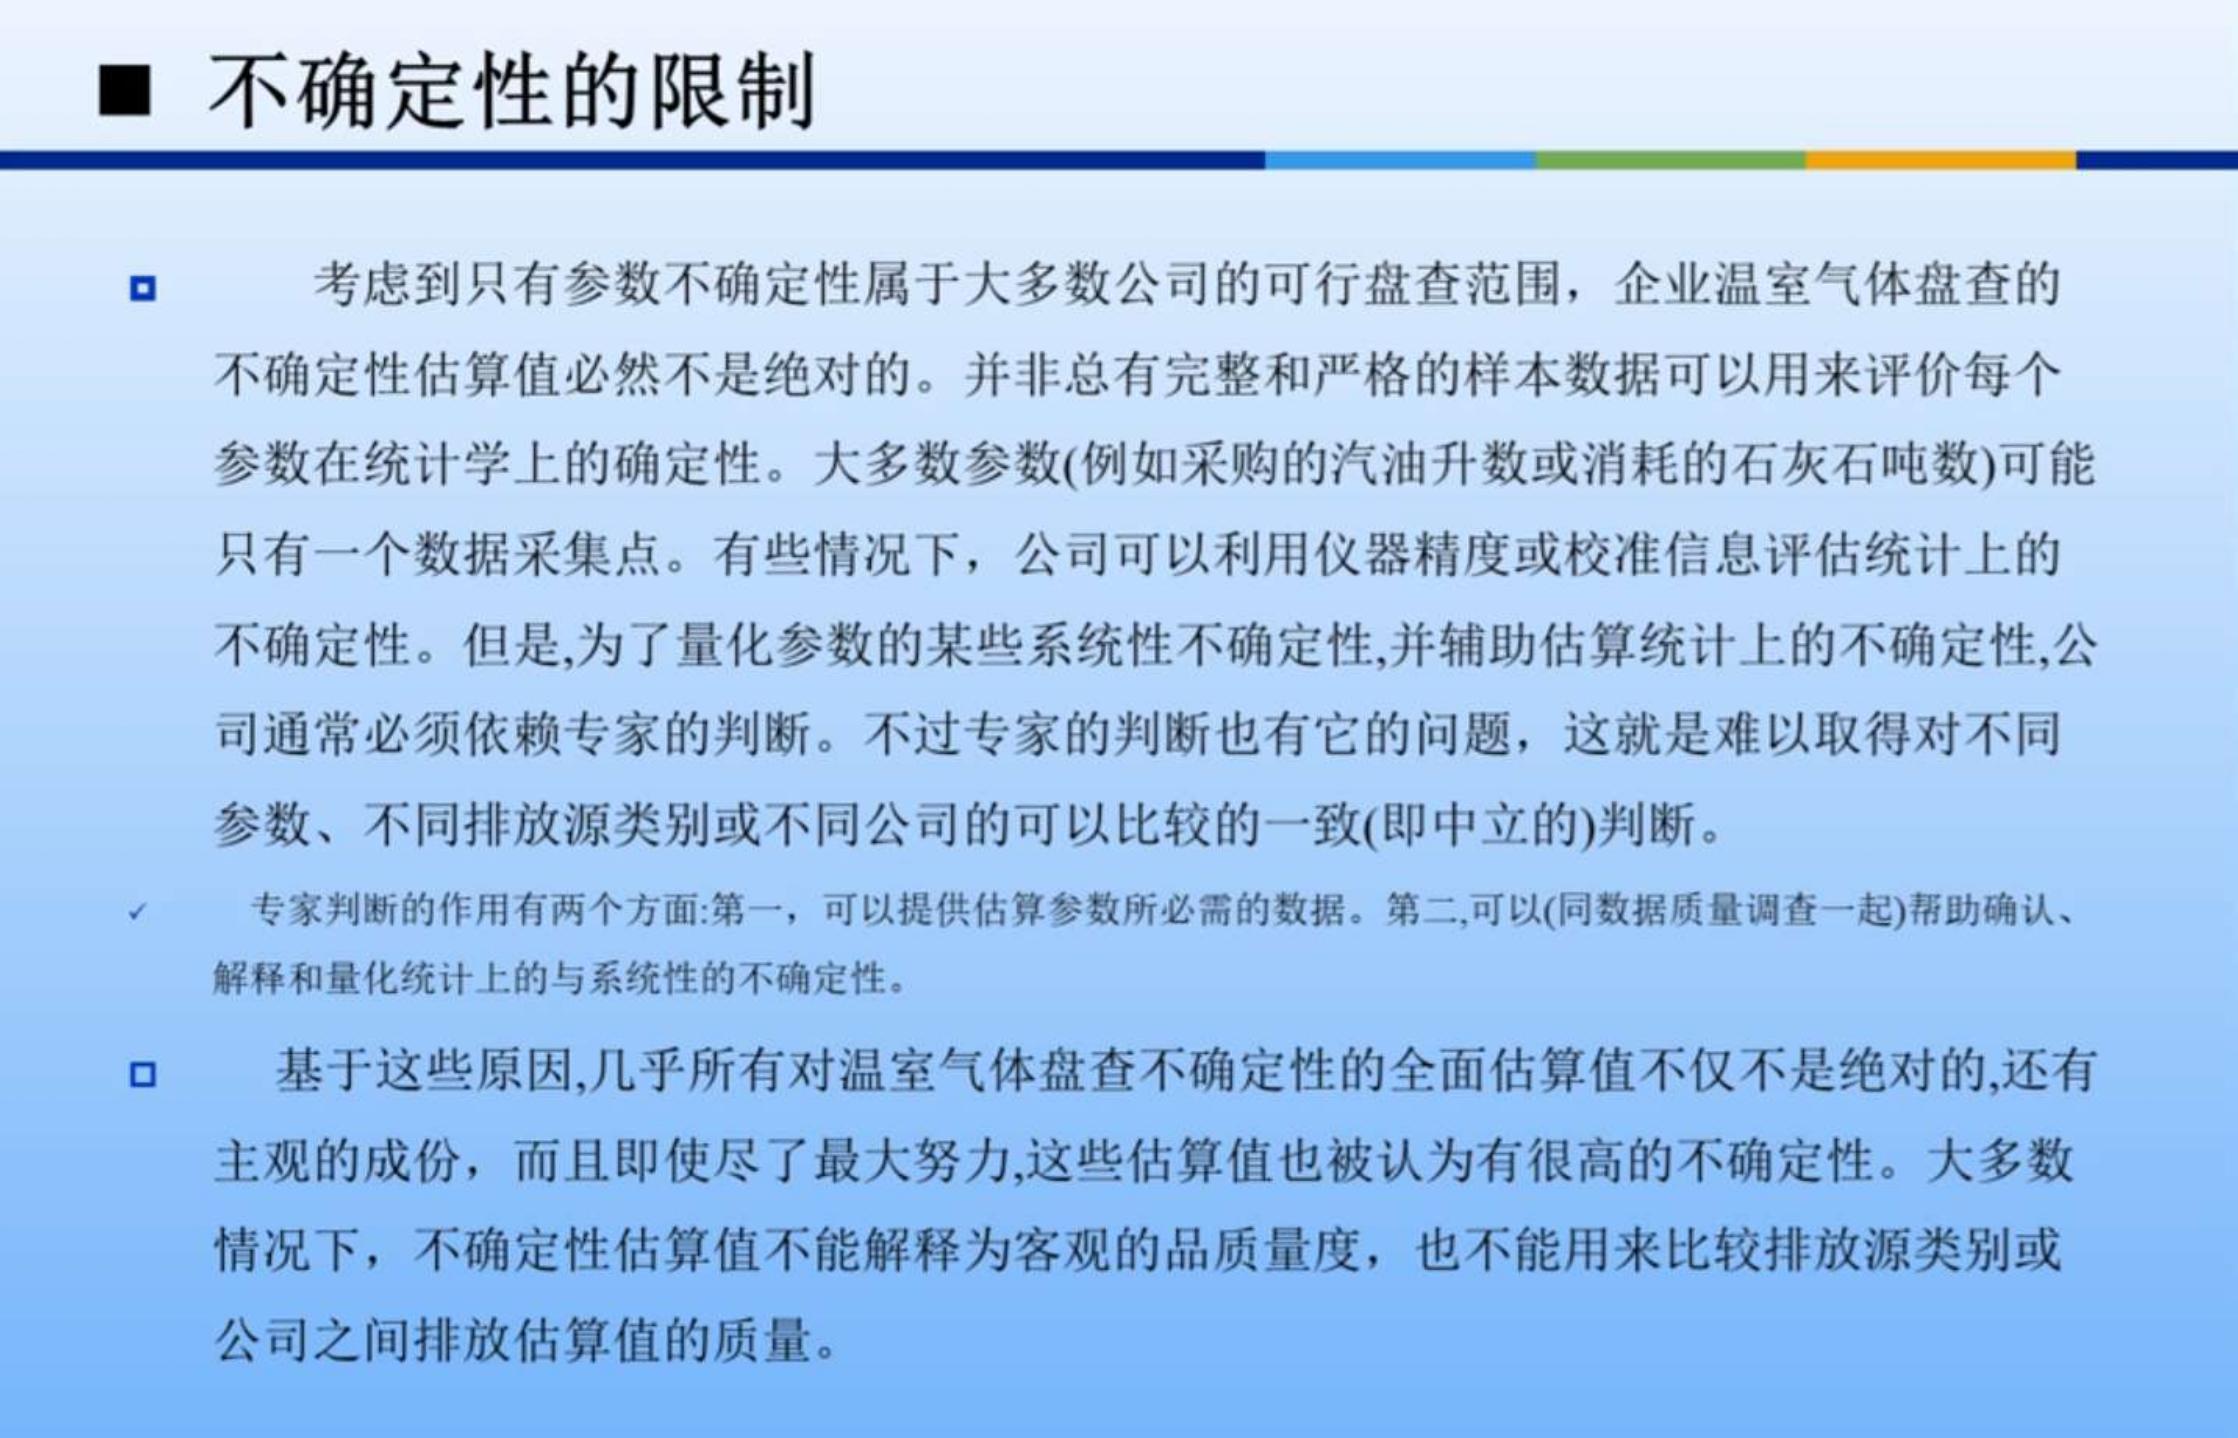 ■ 不确定性的限制
考虑到只有参数不确定性属于大多数公司的可行盘查范围，企业温室气体盘查的
不确定性估算值必然不是绝对的。并非总有完整和严格的样本数据可以用来评价每个
参数在统计学上的确定性。大多数参数(例如采购的汽油升数或消耗的石灰石吨数)可能
只有一个数据采集点。有些情况下，公司可以利用仪器精度或校准信息评估统计上的
不确定性。但是,为了量化参数的某些系统性不确定性,并辅助估算统计上的不确定性,公
司通常必须依赖专家的判断。不过专家的判断也有它的问题，这就是难以取得对不同
参数、不同排放源类别或不同公司的可以比较的一致(即中立的)判断。
✓ 专家判断的作用有两个方面:第一，可以提供估算参数所必需的数据。第二,可以(同数据质量调查一起)帮助确认、
解释和量化统计上的与系统性的不确定性。
基于这些原因,几乎所有对温室气体盘查不确定性的全面估算值不仅不是绝对的,还有
主观的成份，而且即使尽了最大努力,这些估算值也被认为有很高的不确定性。大多数
情况下，不确定性估算值不能解释为客观的品质量度，也不能用来比较排放源类别或
公司之间排放估算值的质量。